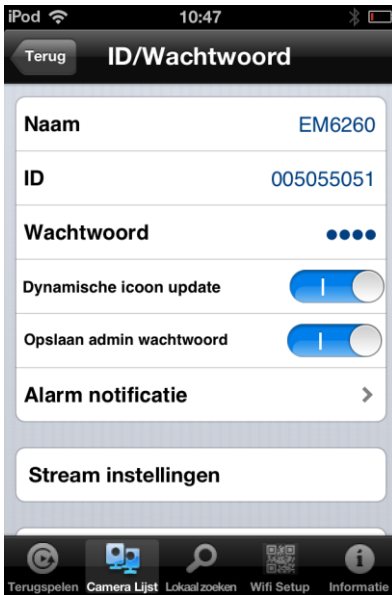 iPod 10:47
Terug ID/Wachtwoord
Naam EM6260
ID 005055051
Wachtwoord ●●●●
Dynamische icoon update
Opslaan admin wachtwoord
Alarm notificatie
Stream instellingen
Terugspelen Camera Lijst Lokaal zoeken Wifi Setup Informatie